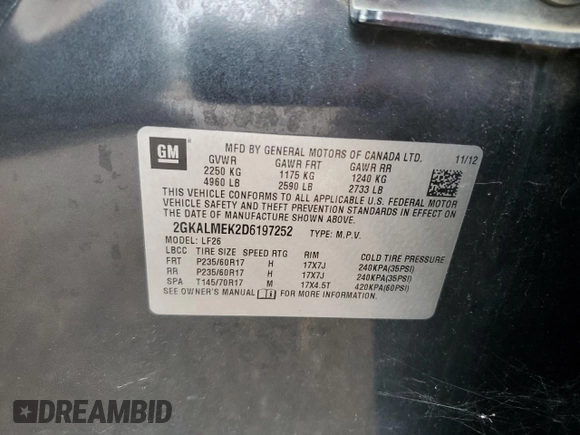 GM
MFD BY GENERAL MOTORS OF CANADA LTD.
GVWR GAWR FRT GAWR RR 11/12
2250 KG 1175 KG 1240 KG
4960 LB 2590 LB 2733 LB
THIS VEHICLE CONFORMS TO ALL APPLICABLE U.S. FEDERAL MOTOR
VEHICLE SAFETY AND THEFT PREVENTION STANDARDS IN EFFECT ON
THE DATE OF MANUFACTURE SHOWN ABOVE.
2GKALMEK2D6197252 TYPE: M.P.V.
MODEL: LF26
LBCC TIRE SIZE SPEED RTG RIM COLD TIRE PRESSURE
FRT P235/60R17 H 17X7J 240KPA(35PSI)
RR P235/60R17 H 17X7J 240KPA(35PSI)
SPA T145/70R17 M 17X4.5T 420KPA(60PSI)
SEE OWNER'S MANUAL FOR MORE INFORMATION.
DREAMBID